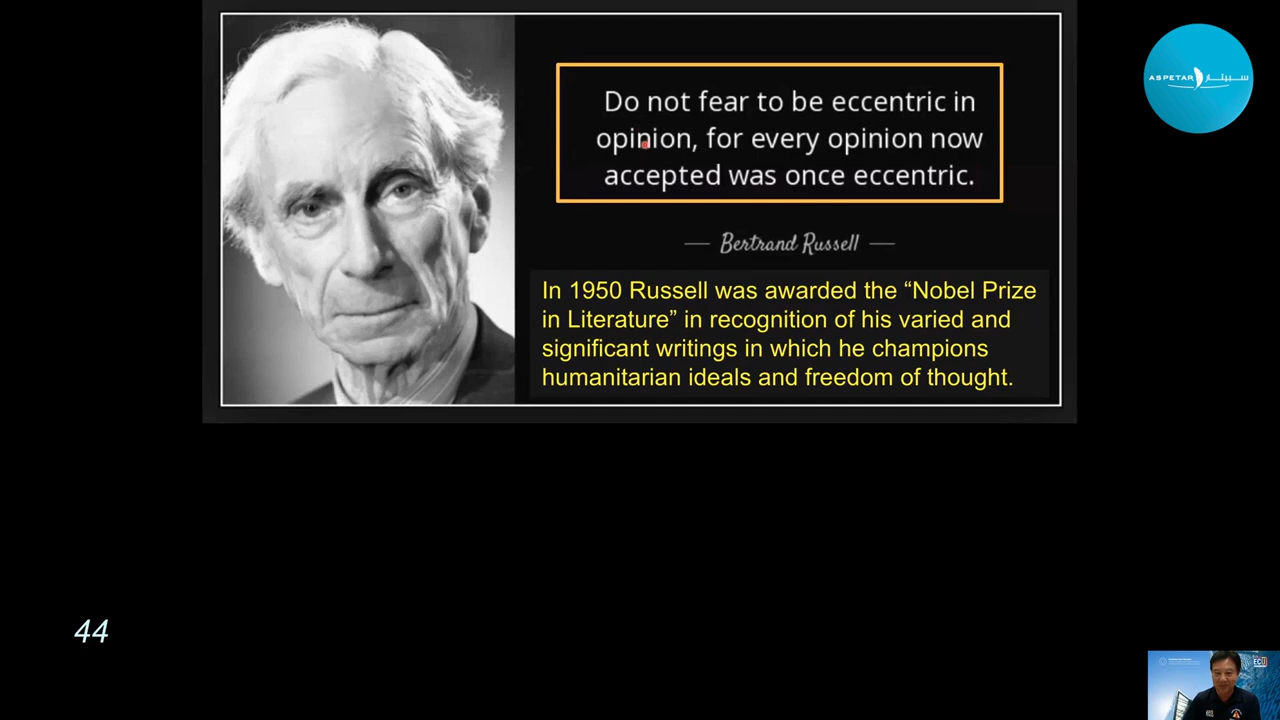 Do not fear to be eccentric in
opinion, for every opinion now
accepted was once eccentric.
— Bertrand Russell —
In 1950 Russell was awarded the “Nobel Prize
in Literature” in recognition of his varied and
significant writings in which he champions
humanitarian ideals and freedom of thought.
ASPETAR سبيتار
44
ECU